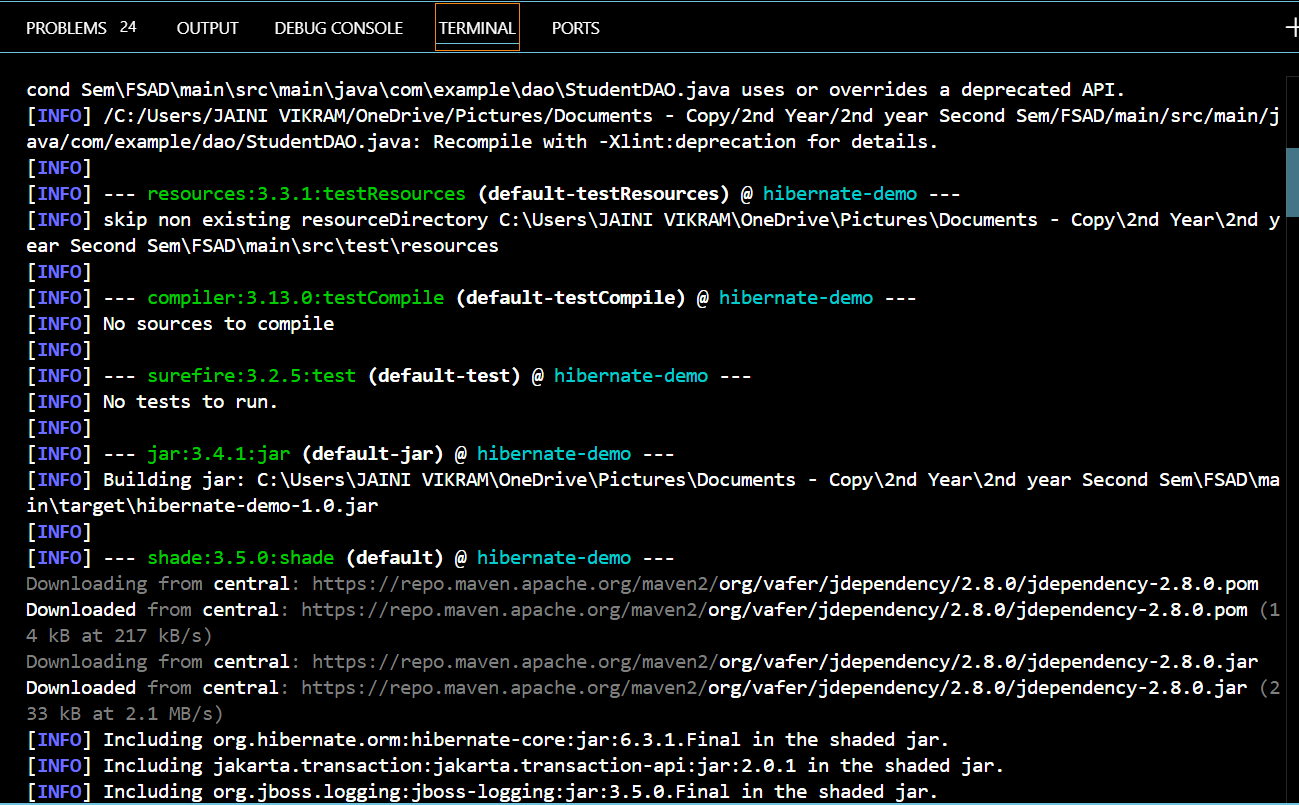 PROBLEMS 24 OUTPUT DEBUG CONSOLE TERMINAL PORTS
cond Sem\FSAD\main\src\main\java\com\example\dao\StudentDAO.java uses or overrides a deprecated API.
[INFO] /C:/Users/JAINI VIKRAM/OneDrive/Pictures/Documents - Copy/2nd Year/2nd year Second Sem/FSAD/main/src/main/j
ava/com/example/dao/StudentDAO.java: Recompile with -Xlint:deprecation for details.
[INFO]
[INFO] --- resources:3.3.1:testResources (default-testResources) @ hibernate-demo ---
[INFO] skip non existing resourceDirectory C:\Users\JAINI VIKRAM\OneDrive\Pictures\Documents - Copy\2nd Year\2nd y
ear Second Sem\FSAD\main\src\test\resources
[INFO]
[INFO] --- compiler:3.13.0:testCompile (default-testCompile) @ hibernate-demo ---
[INFO] No sources to compile
[INFO]
[INFO] --- surefire:3.2.5:test (default-test) @ hibernate-demo ---
[INFO] No tests to run.
[INFO]
[INFO] --- jar:3.4.1:jar (default-jar) @ hibernate-demo ---
[INFO] Building jar: C:\Users\JAINI VIKRAM\OneDrive\Pictures\Documents - Copy\2nd Year\2nd year Second Sem\FSAD\ma
in\target\hibernate-demo-1.0.jar
[INFO]
[INFO] --- shade:3.5.0:shade (default) @ hibernate-demo ---
Downloading from central: https://repo.maven.apache.org/maven2/org/vafer/jdependency/2.8.0/jdependency-2.8.0.pom
Downloaded from central: https://repo.maven.apache.org/maven2/org/vafer/jdependency/2.8.0/jdependency-2.8.0.pom (1
4 kB at 217 kB/s)
Downloading from central: https://repo.maven.apache.org/maven2/org/vafer/jdependency/2.8.0/jdependency-2.8.0.jar
Downloaded from central: https://repo.maven.apache.org/maven2/org/vafer/jdependency/2.8.0/jdependency-2.8.0.jar (2
33 kB at 2.1 MB/s)
[INFO] Including org.hibernate.orm:hibernate-core:jar:6.3.1.Final in the shaded jar.
[INFO] Including jakarta.transaction:jakarta.transaction-api:jar:2.0.1 in the shaded jar.
[INFO] Including org.jboss.logging:jboss-logging:jar:3.5.0.Final in the shaded jar.